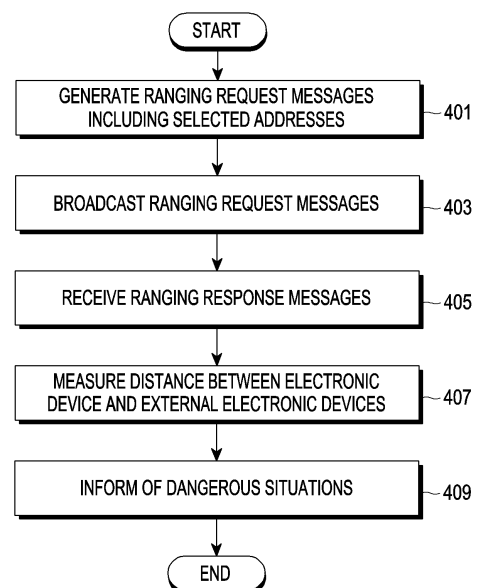 START
GENERATE RANGING REQUEST MESSAGES
INCLUDING SELECTED ADDRESSES
401
BROADCAST RANGING REQUEST MESSAGES
403
RECEIVE RANGING RESPONSE MESSAGES
405
MEASURE DISTANCE BETWEEN ELECTRONIC
DEVICE AND EXTERNAL ELECTRONIC DEVICES
407
INFORM OF DANGEROUS SITUATIONS
409
END